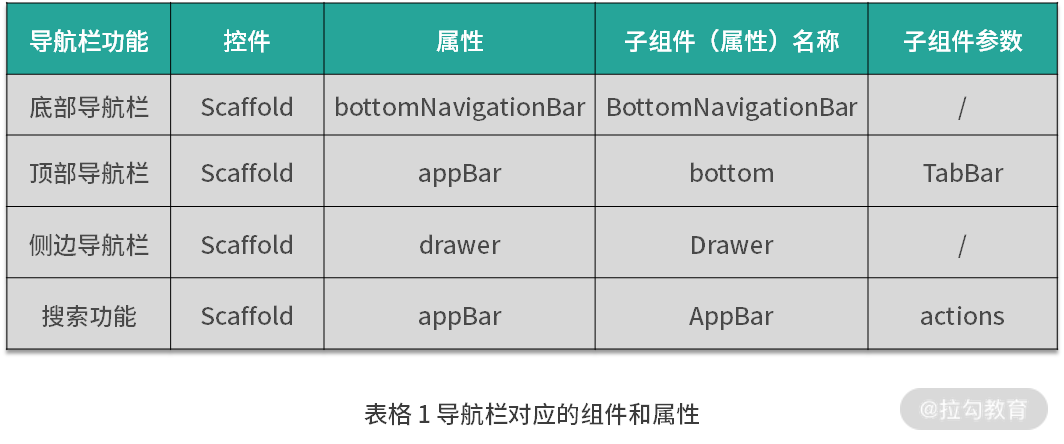 导航栏功能 控件 属性 子组件（属性）名称 子组件参数
底部导航栏 Scaffold bottomNavigationBar BottomNavigationBar /
顶部导航栏 Scaffold appBar bottom TabBar
侧边导航栏 Scaffold drawer Drawer /
搜索功能 Scaffold appBar AppBar actions
表格 1 导航栏对应的组件和属性
@拉勾教育